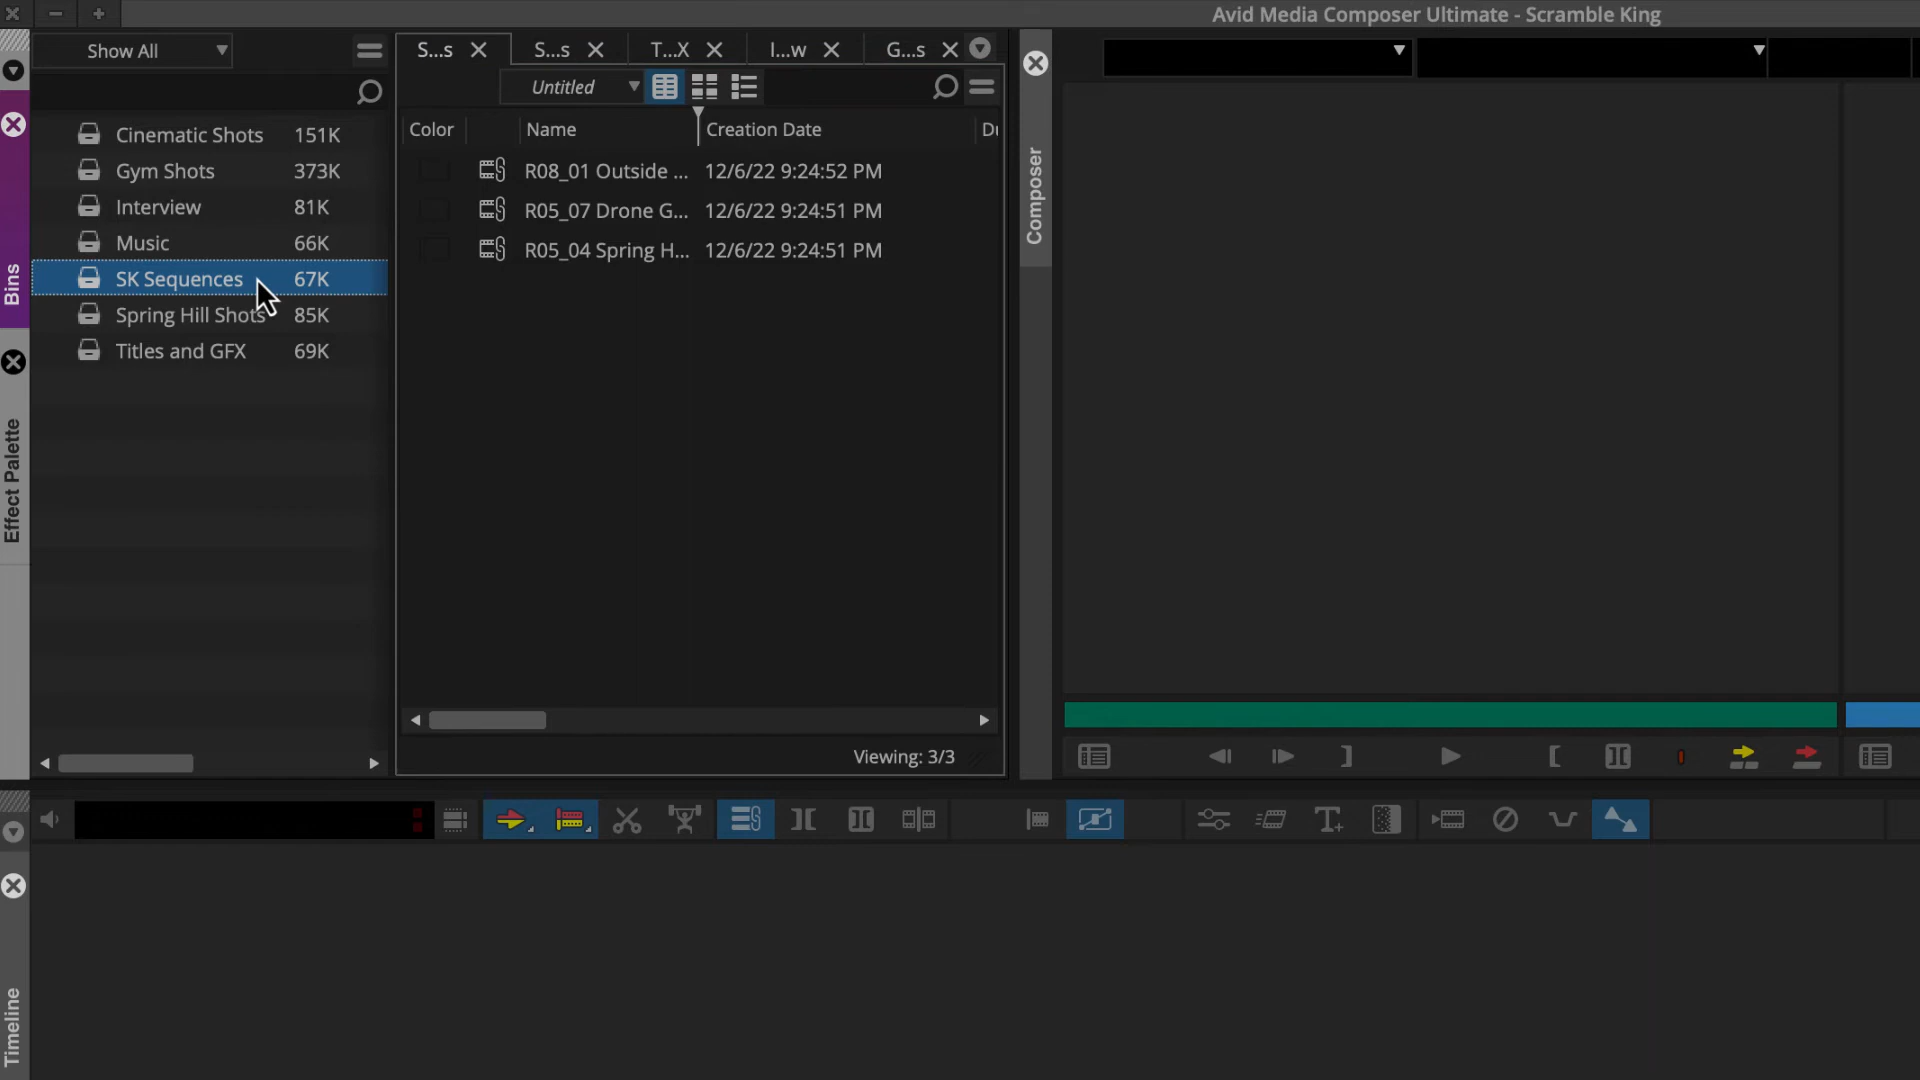 Avid Media Composer Ultimate - Scramble King
Show All
S...s
S...s
T...X
I...w
G...s
Untitled
Color
Name
Creation Date
Cinematic Shots 151K
Gym Shots 373K
Interview 81K
Music 66K
SK Sequences 67K
Spring Hill Shots 85K
Titles and GFX 69K
R08_01 Outside ... 12/6/22 9:24:52 PM
R05_07 Drone G... 12/6/22 9:24:51 PM
R05_04 Spring H... 12/6/22 9:24:51 PM
Viewing: 3/3
Bins
Effect Palette
Composer
Timeline